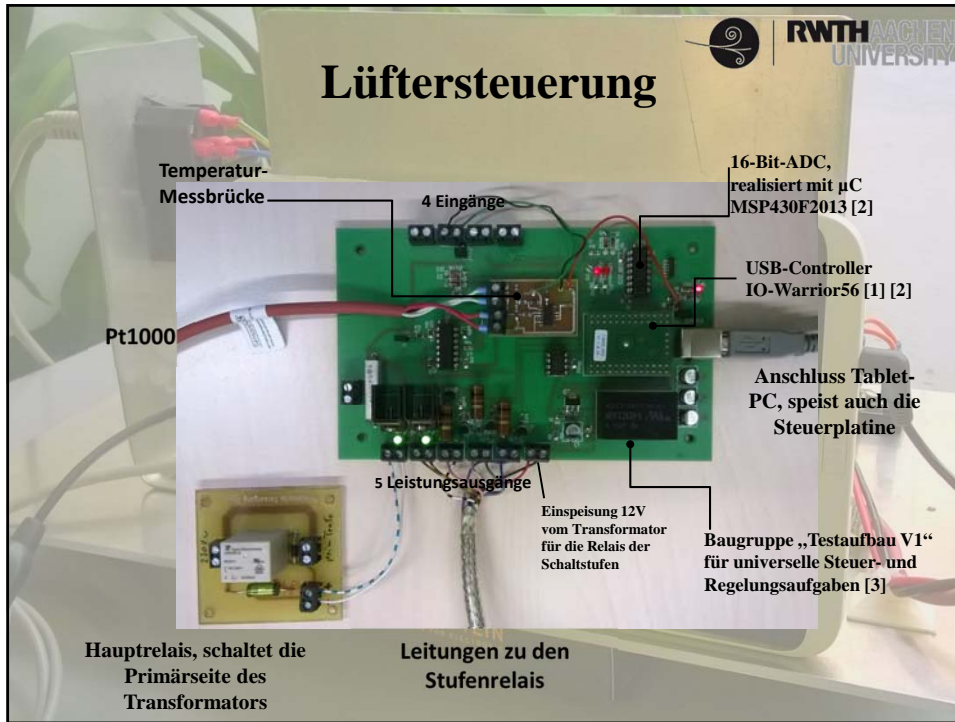 RWTH AACHEN
UNIVERSITY
Lüftersteuerung
Temperatur-
Messbrücke
4 Eingänge
16-Bit-ADC,
realisiert mit µC
MSP430F2013 [2]
USB-Controller
IO-Warrior56 [1] [2]
Pt1000
Anschluss Tablet-
PC, speist auch die
Steuerplatine
5 Leistungsausgänge
Einspeisung 12V
vom Transformator
für die Relais der
Schaltstufen
Baugruppe „Testaufbau V1“
für universelle Steuer- und
Regelungsaufgaben [3]
Hauptrelais, schaltet die
Primärseite des
Transformators
Leitungen zu den
Stufenrelais